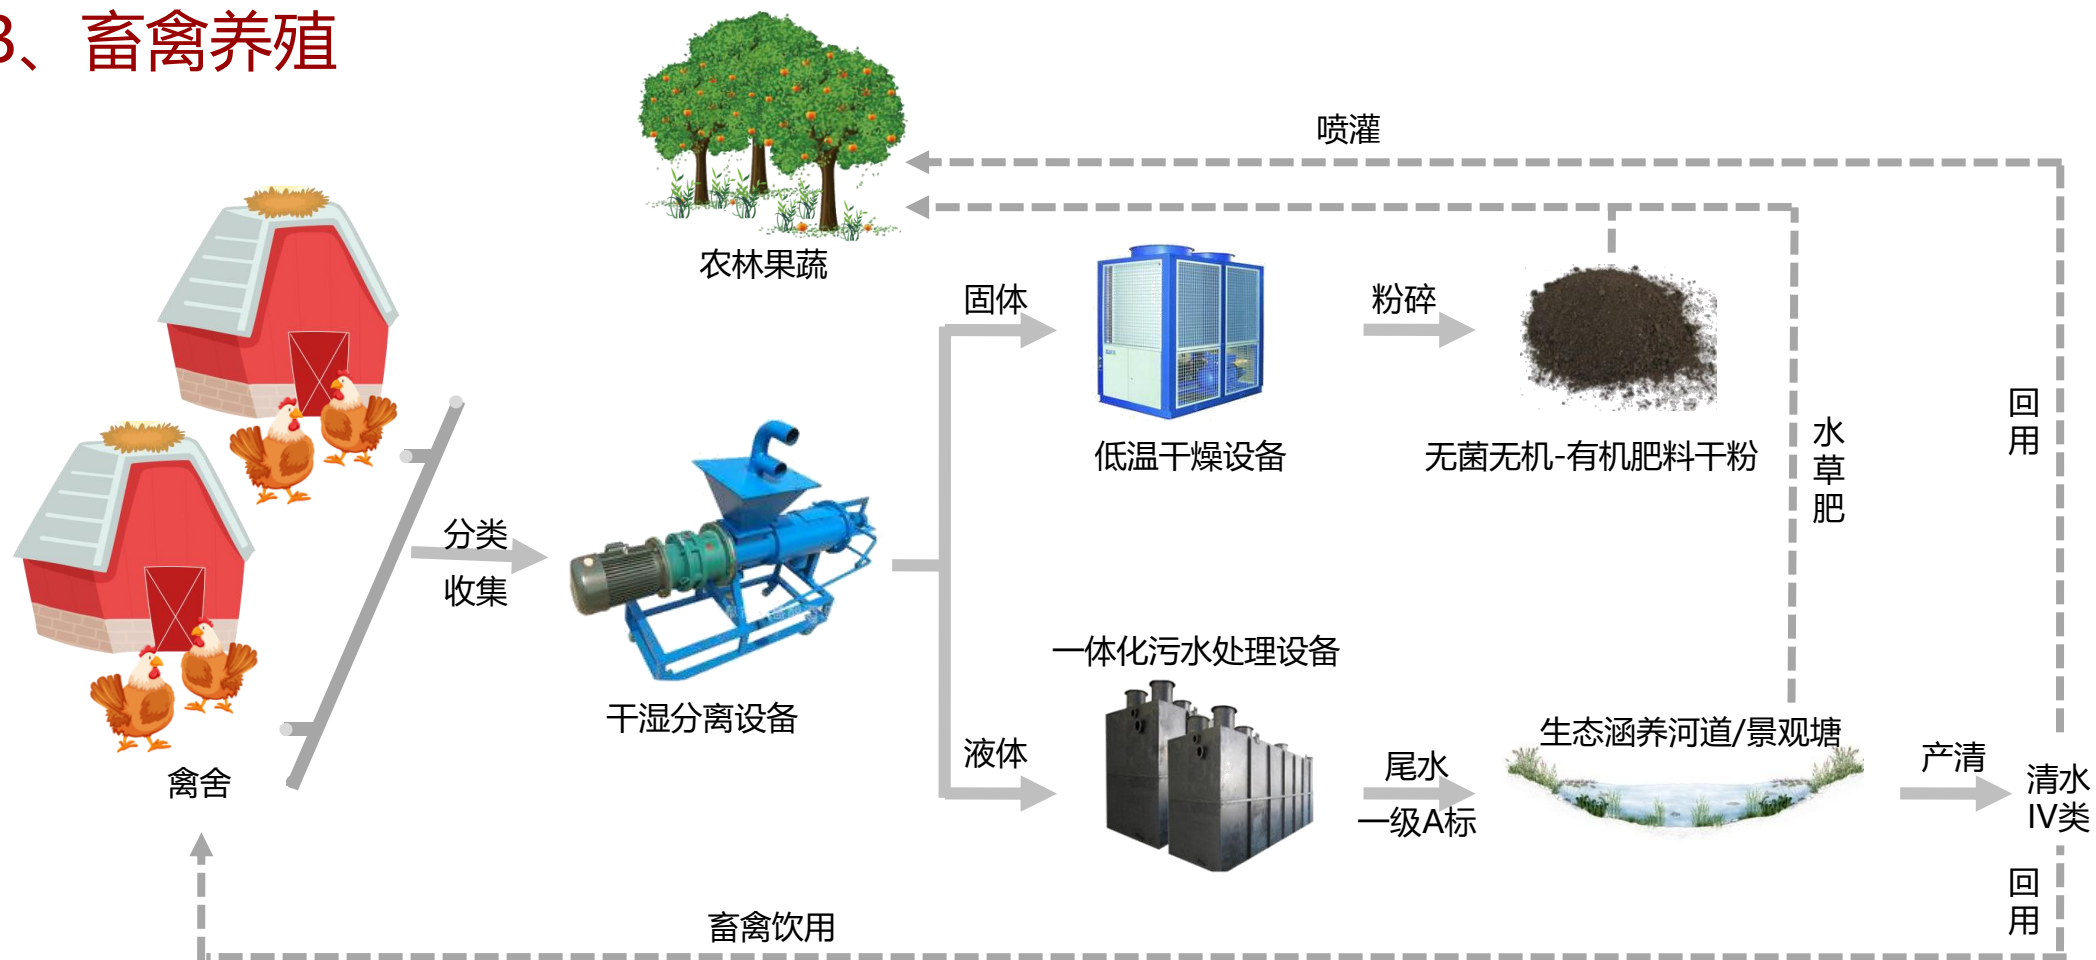 3、畜禽养殖
喷灌
农林果蔬
固体
粉碎
回用
水草肥
低温干燥设备
无菌无机-有机肥料干粉
分类
收集
一体化污水处理设备
干湿分离设备
生态涵养河道/景观塘
液体
尾水
一级A标
产清
清水
IV类
禽舍
回用
畜禽饮用